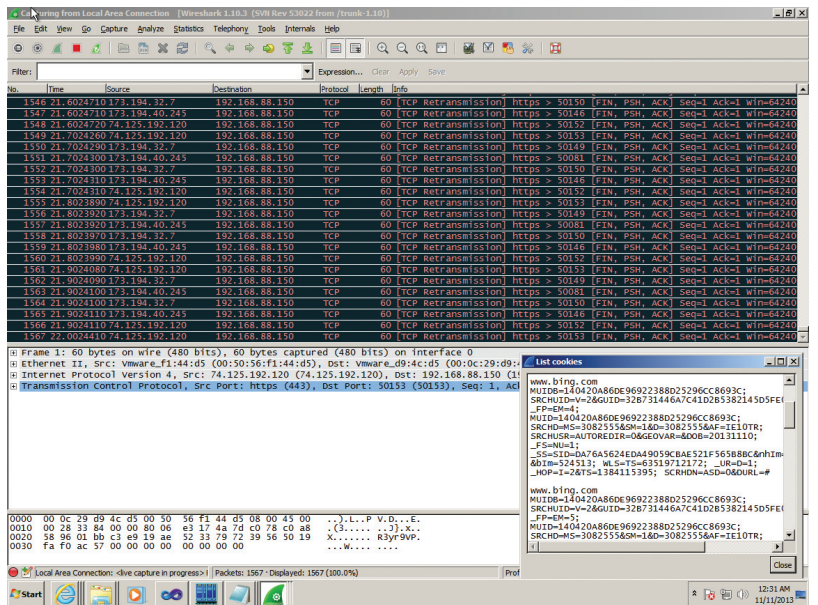 Capturing from Local Area Connection [Wireshark 1.10.3 (SVN Rev 53022 from /trunk-1.10)]
File Edit View Go Capture Analyze Statistics Telephony Tools Internals Help
Filter: Expression... Clear Apply Save
No. Time Source Destination Protocol Length Info
1546 21.6024710 173.194.32.7 192.168.88.150 TCP 60 [TCP Retransmission] https > 50150 [FIN, PSH, ACK] Seq=1 Ack=1 Win=64240
1547 21.6024710 173.194.40.245 192.168.88.150 TCP 60 [TCP Retransmission] https > 50146 [FIN, PSH, ACK] Seq=1 Ack=1 Win=64240
1548 21.6024720 74.125.192.120 192.168.88.150 TCP 60 [TCP Retransmission] https > 50152 [FIN, PSH, ACK] Seq=1 Ack=1 Win=64240
1549 21.7024260 74.125.192.120 192.168.88.150 TCP 60 [TCP Retransmission] https > 50153 [FIN, PSH, ACK] Seq=1 Ack=1 Win=64240
1550 21.7024290 173.194.32.7 192.168.88.150 TCP 60 [TCP Retransmission] https > 50149 [FIN, PSH, ACK] Seq=1 Ack=1 Win=64240
1551 21.7024300 173.194.40.245 192.168.88.150 TCP 60 [TCP Retransmission] https > 50081 [FIN, PSH, ACK] Seq=1 Ack=1 Win=64240
1552 21.7024300 173.194.32.7 192.168.88.150 TCP 60 [TCP Retransmission] https > 50150 [FIN, PSH, ACK] Seq=1 Ack=1 Win=64240
1553 21.7024310 173.194.40.245 192.168.88.150 TCP 60 [TCP Retransmission] https > 50146 [FIN, PSH, ACK] Seq=1 Ack=1 Win=64240
1554 21.7024310 74.125.192.120 192.168.88.150 TCP 60 [TCP Retransmission] https > 50152 [FIN, PSH, ACK] Seq=1 Ack=1 Win=64240
1555 21.8023890 74.125.192.120 192.168.88.150 TCP 60 [TCP Retransmission] https > 50153 [FIN, PSH, ACK] Seq=1 Ack=1 Win=64240
1556 21.8023920 173.194.32.7 192.168.88.150 TCP 60 [TCP Retransmission] https > 50149 [FIN, PSH, ACK] Seq=1 Ack=1 Win=64240
1557 21.8023920 173.194.40.245 192.168.88.150 TCP 60 [TCP Retransmission] https > 50081 [FIN, PSH, ACK] Seq=1 Ack=1 Win=64240
1558 21.8023970 173.194.32.7 192.168.88.150 TCP 60 [TCP Retransmission] https > 50150 [FIN, PSH, ACK] Seq=1 Ack=1 Win=64240
1559 21.8023980 173.194.40.245 192.168.88.150 TCP 60 [TCP Retransmission] https > 50146 [FIN, PSH, ACK] Seq=1 Ack=1 Win=64240
1560 21.8023990 74.125.192.120 192.168.88.150 TCP 60 [TCP Retransmission] https > 50152 [FIN, PSH, ACK] Seq=1 Ack=1 Win=64240
1561 21.9024080 74.125.192.120 192.168.88.150 TCP 60 [TCP Retransmission] https > 50153 [FIN, PSH, ACK] Seq=1 Ack=1 Win=64240
1562 21.9024090 173.194.32.7 192.168.88.150 TCP 60 [TCP Retransmission] https > 50149 [FIN, PSH, ACK] Seq=1 Ack=1 Win=64240
1563 21.9024100 173.194.40.245 192.168.88.150 TCP 60 [TCP Retransmission] https > 50081 [FIN, PSH, ACK] Seq=1 Ack=1 Win=64240
1564 21.9024100 173.194.32.7 192.168.88.150 TCP 60 [TCP Retransmission] https > 50150 [FIN, PSH, ACK] Seq=1 Ack=1 Win=64240
1565 21.9024110 173.194.40.245 192.168.88.150 TCP 60 [TCP Retransmission] https > 50146 [FIN, PSH, ACK] Seq=1 Ack=1 Win=64240
1566 21.9024110 74.125.192.120 192.168.88.150 TCP 60 [TCP Retransmission] https > 50152 [FIN, PSH, ACK] Seq=1 Ack=1 Win=64240
1567 22.0024410 74.125.192.120 192.168.88.150 TCP 60 [TCP Retransmission] https > 50153 [FIN, PSH, ACK] Seq=1 Ack=1 Win=64240
Frame 1: 60 bytes on wire (480 bits), 60 bytes captured (480 bits) on interface 0
Ethernet II, Src: Vmware_f1:44:d5 (00:50:56:f1:44:d5), Dst: Vmware_d9:4c:d5 (00:0c:29:d9:
Internet Protocol Version 4, Src: 74.125.192.120 (74.125.192.120), Dst: 192.168.88.150 (1
Transmission Control Protocol, Src Port: https (443), Dst Port: 50153 (50153), Seq: 1, Ac
List cookies
www.bing.com
MUIDB=140420A86DE96922388D25296CC8693C;
SRCHUID=V=2&GUID=32B731446A7C41D2B5382145D5FE
_FP=EM=4;
MUID=140420A86DE96922388D25296CC8693C;
SRCHD=MS=3082555&SM=1&D=3082555&AF=IE10TR;
SRCHUSR=AUTOREDIR=0&GEOVAR=&DOB=20131110;
_FS=NU=1;
_SS=SID=DA76A5624EDA49059CBAE521F565B8BC&nhIm
&bIm=524513; WLS=TS=63519712172; _UR=D=1;
_HOP=I=2&TS=1384115395; SCRHDN=ASD=0&DURL=#
www.bing.com
MUIDB=140420A86DE96922388D25296CC8693C;
SRCHUID=V=2&GUID=32B731446A7C41D2B5382145D5FE
_FP=EM=5;
MUID=140420A86DE96922388D25296CC8693C;
SRCHD=MS=3082555&SM=1&D=3082555&AF=IE10TR;
Close
0000 00 0c 29 d9 4c d5 00 50 56 f1 44 d5 08 00 45 00 ..).L..P V.D...E.
0010 00 28 33 84 00 00 80 06 e3 17 4a 7d c0 78 c0 a8 .(3..... ..J}.x..
0020 58 96 01 bb c3 e9 19 ae 52 33 79 72 39 56 50 19 X....... R3yr9VP.
0030 fa f0 ac 57 00 00 00 00 00 00 00 00 ...W.... ....
Local Area Connection: <live capture in progress> Packets: 1567 · Displayed: 1567 (100.0%) Prof
Start
12:31 AM
11/11/2013